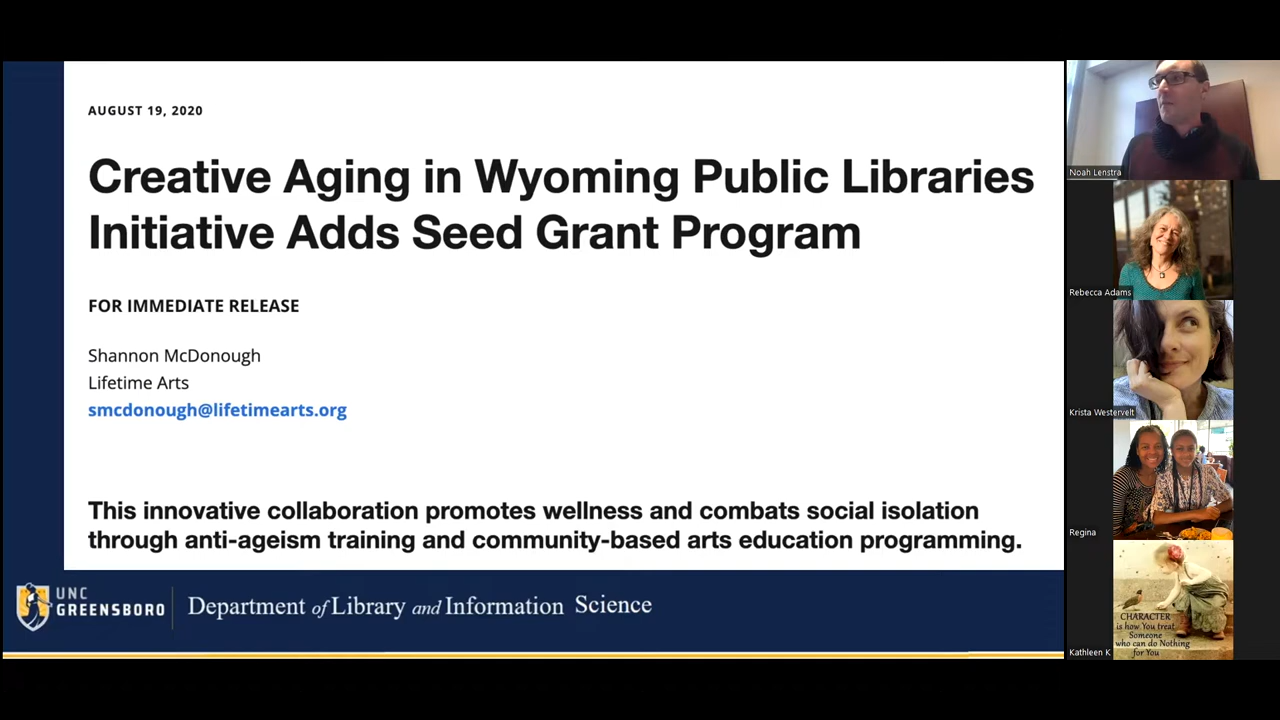 AUGUST 19, 2020
Creative Aging in Wyoming Public Libraries
Initiative Adds Seed Grant Program
FOR IMMEDIATE RELEASE
Shannon McDonough
Lifetime Arts
smcdonough@lifetimearts.org
This innovative collaboration promotes wellness and combats social isolation
through anti-ageism training and community-based arts education programming.
UNC
GREENSBORO
Department of Library and Information Science
Noah Lenstra
Rebecca Adams
Krista Westervelt
Regina
CHARACTER
is how You treat
Someone
who can do Nothing
for You
Kathleen K